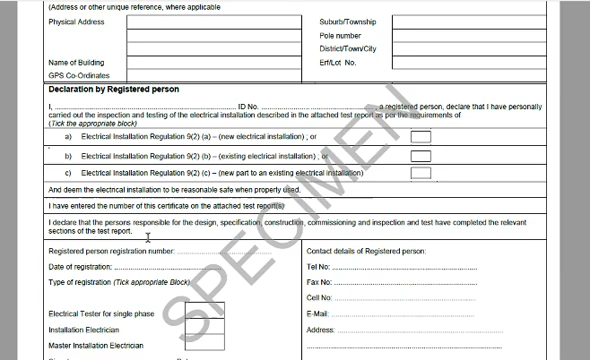 (Address or other unique reference, where applicable
Physical Address
Suburb/Township
Pole number
District/Town/City
Name of Building
Erf/Lot No.
GPS Co-Ordinates
Declaration by Registered person
I, ........ ID No. ........ a registered person, declare that I have personally
carried out the inspection and testing of the electrical installation described in the attached test report as per the requirements of
(Tick the appropriate block)
a) Electrical Installation Regulation 9(2) (a) – (new electrical installation) ; or
b) Electrical Installation Regulation 9(2) (b) – (existing electrical installation) ; or
c) Electrical Installation Regulation 9(2) (c) – (new part to an existing electrical installation)
And deem the electrical installation to be reasonable safe when properly used.
I have entered the number of this certificate on the attached test report(s)
I declare that the persons responsible for the design, specification, construction, commissioning and inspection and test have completed the relevant
sections of the test report.
Registered person registration number: ........
Date of registration: ........
Type of registration (Tick appropriate Block)
Electrical Tester for single phase
Installation Electrician
Master Installation Electrician
Contact details of Registered person:
Tel No: ........
Fax No: ........
Cell No: ........
E-Mail: ........
Address: ........
SPECIMEN